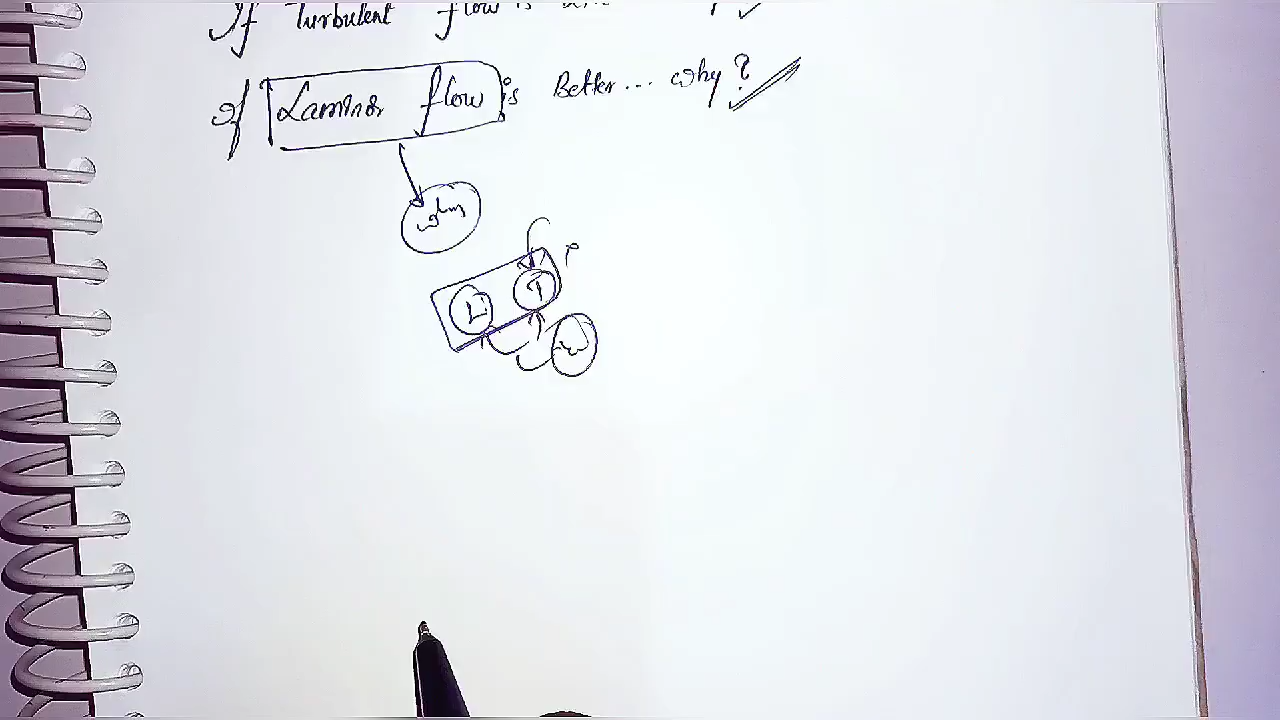 If Turbulent flow is
If Laminar flow is Better... why?
why
L T